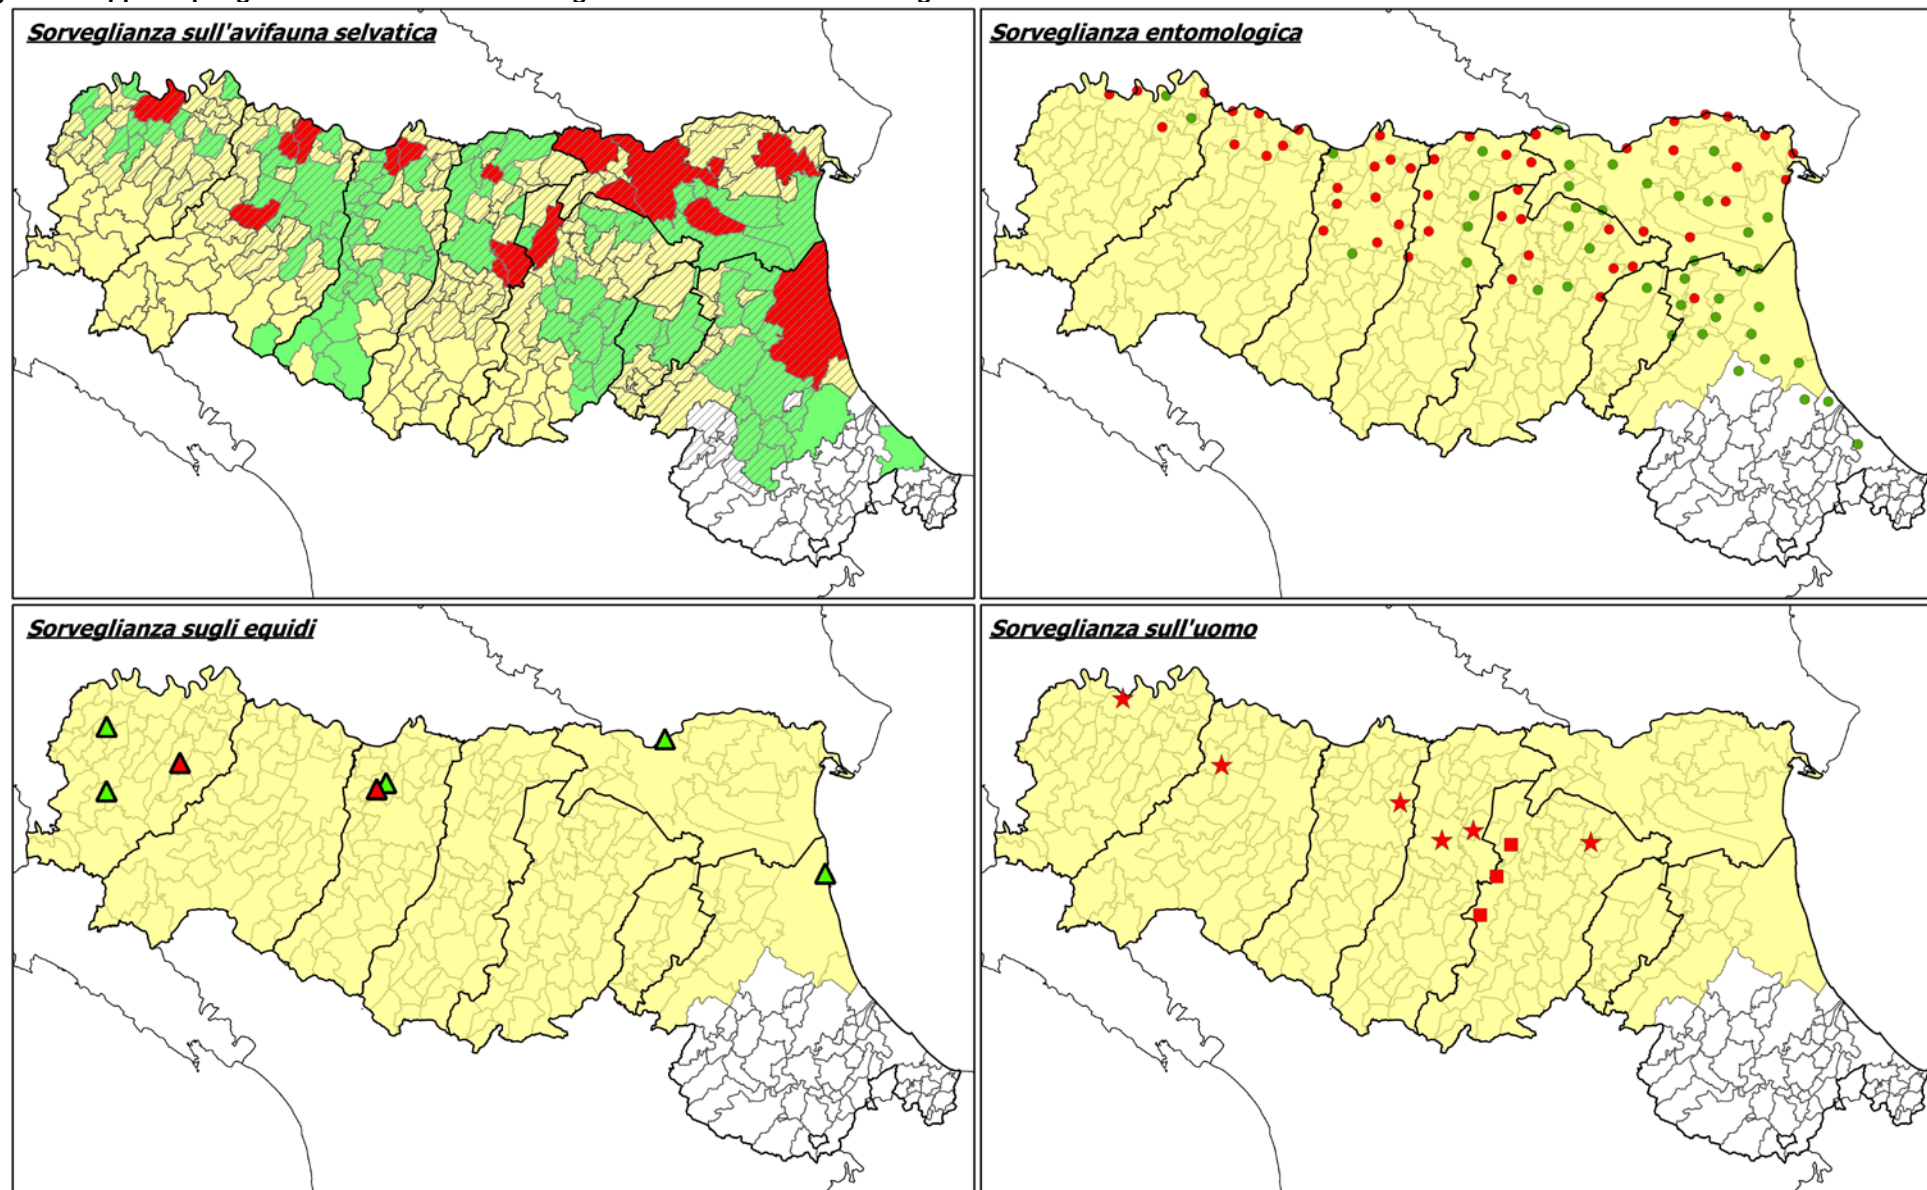 Sorveglianza sull'avifauna selvatica
Sorveglianza entomologica
Sorveglianza sugli equidi
Sorveglianza sull'uomo